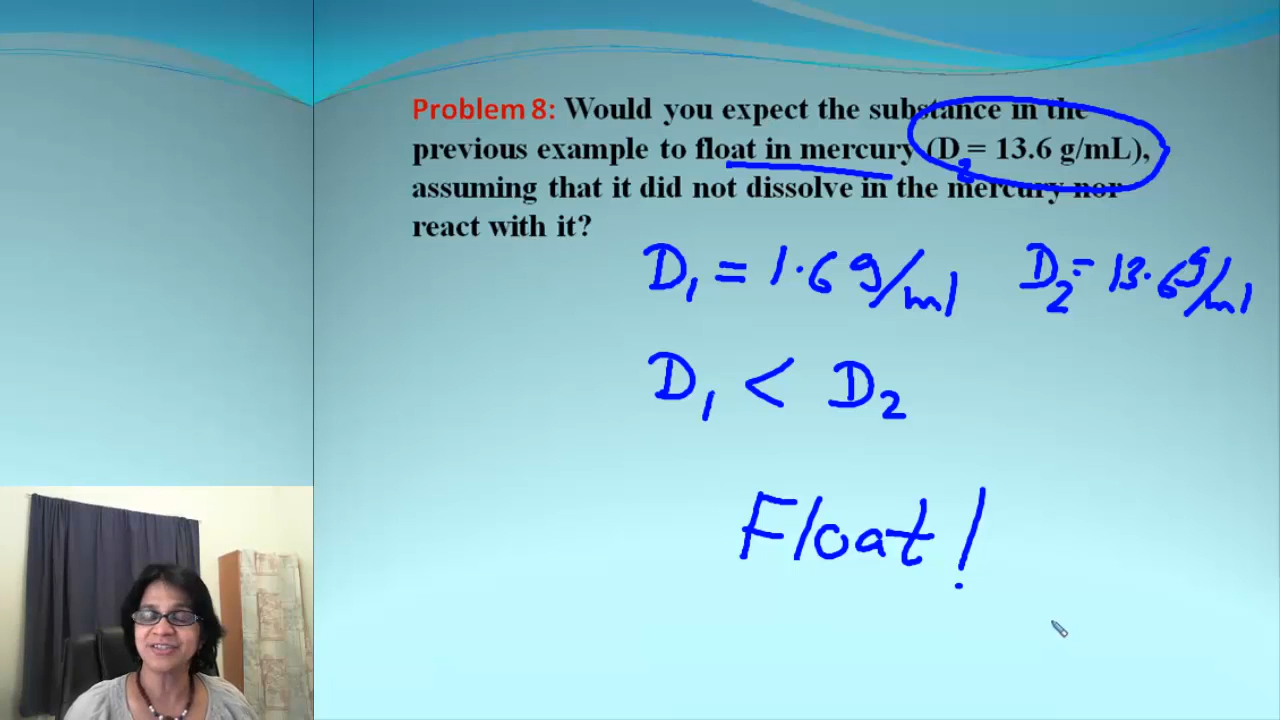 Problem 8: Would you expect the substance in the
previous example to float in mercury (D₂ = 13.6 g/mL),
assuming that it did not dissolve in the mercury nor
react with it?
D₁ = 1.6 g/ml D₂ = 13.6 g/ml
D₁ < D₂
Float!